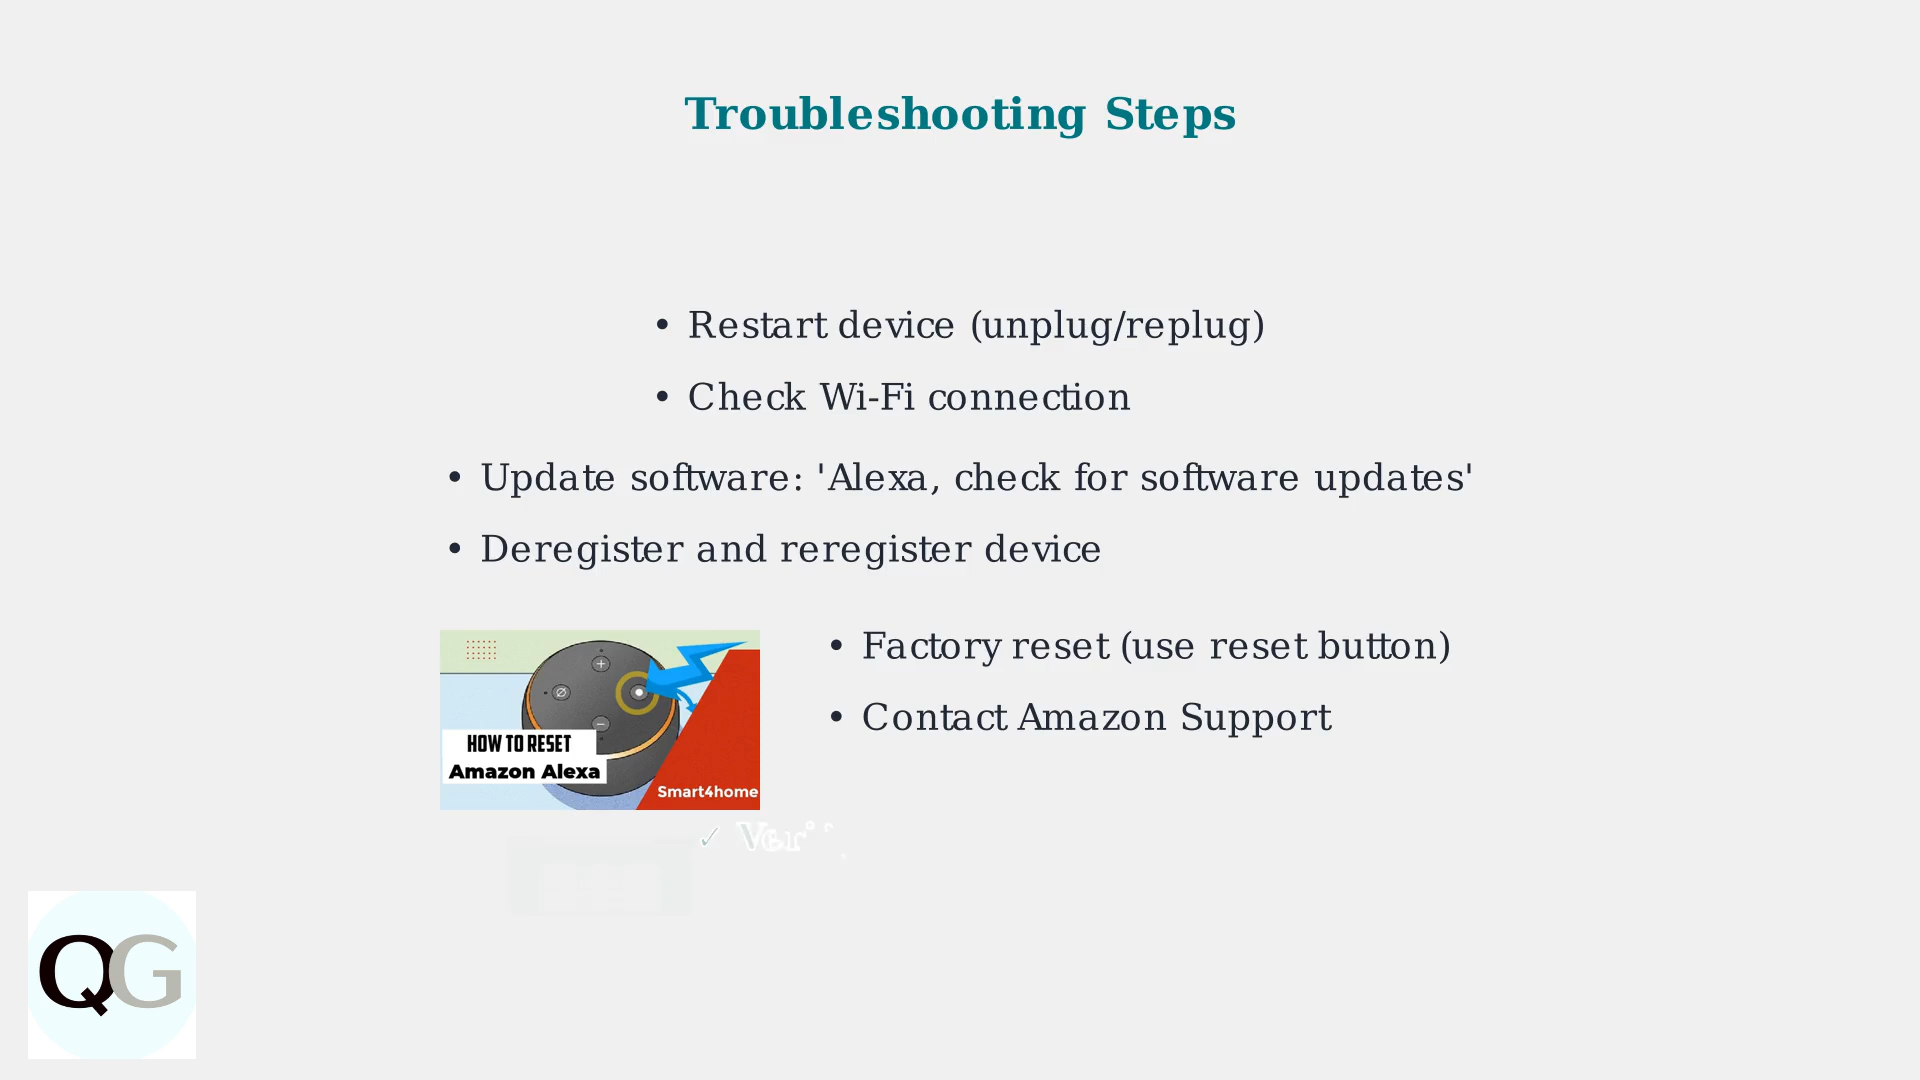 Troubleshooting Steps
• Restart device (unplug/replug)
• Check Wi-Fi connection
• Update software: 'Alexa, check for software updates'
• Deregister and reregister device
• Factory reset (use reset button)
• Contact Amazon Support
HOW TO RESET
Amazon Alexa
Smart4home
QG